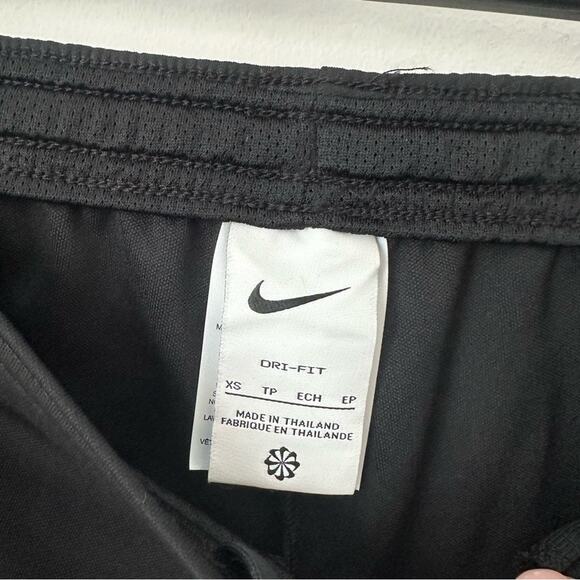 DRI-FIT
XS TP ECH EP
MADE IN THAILAND
FABRIQUE EN THAILANDE